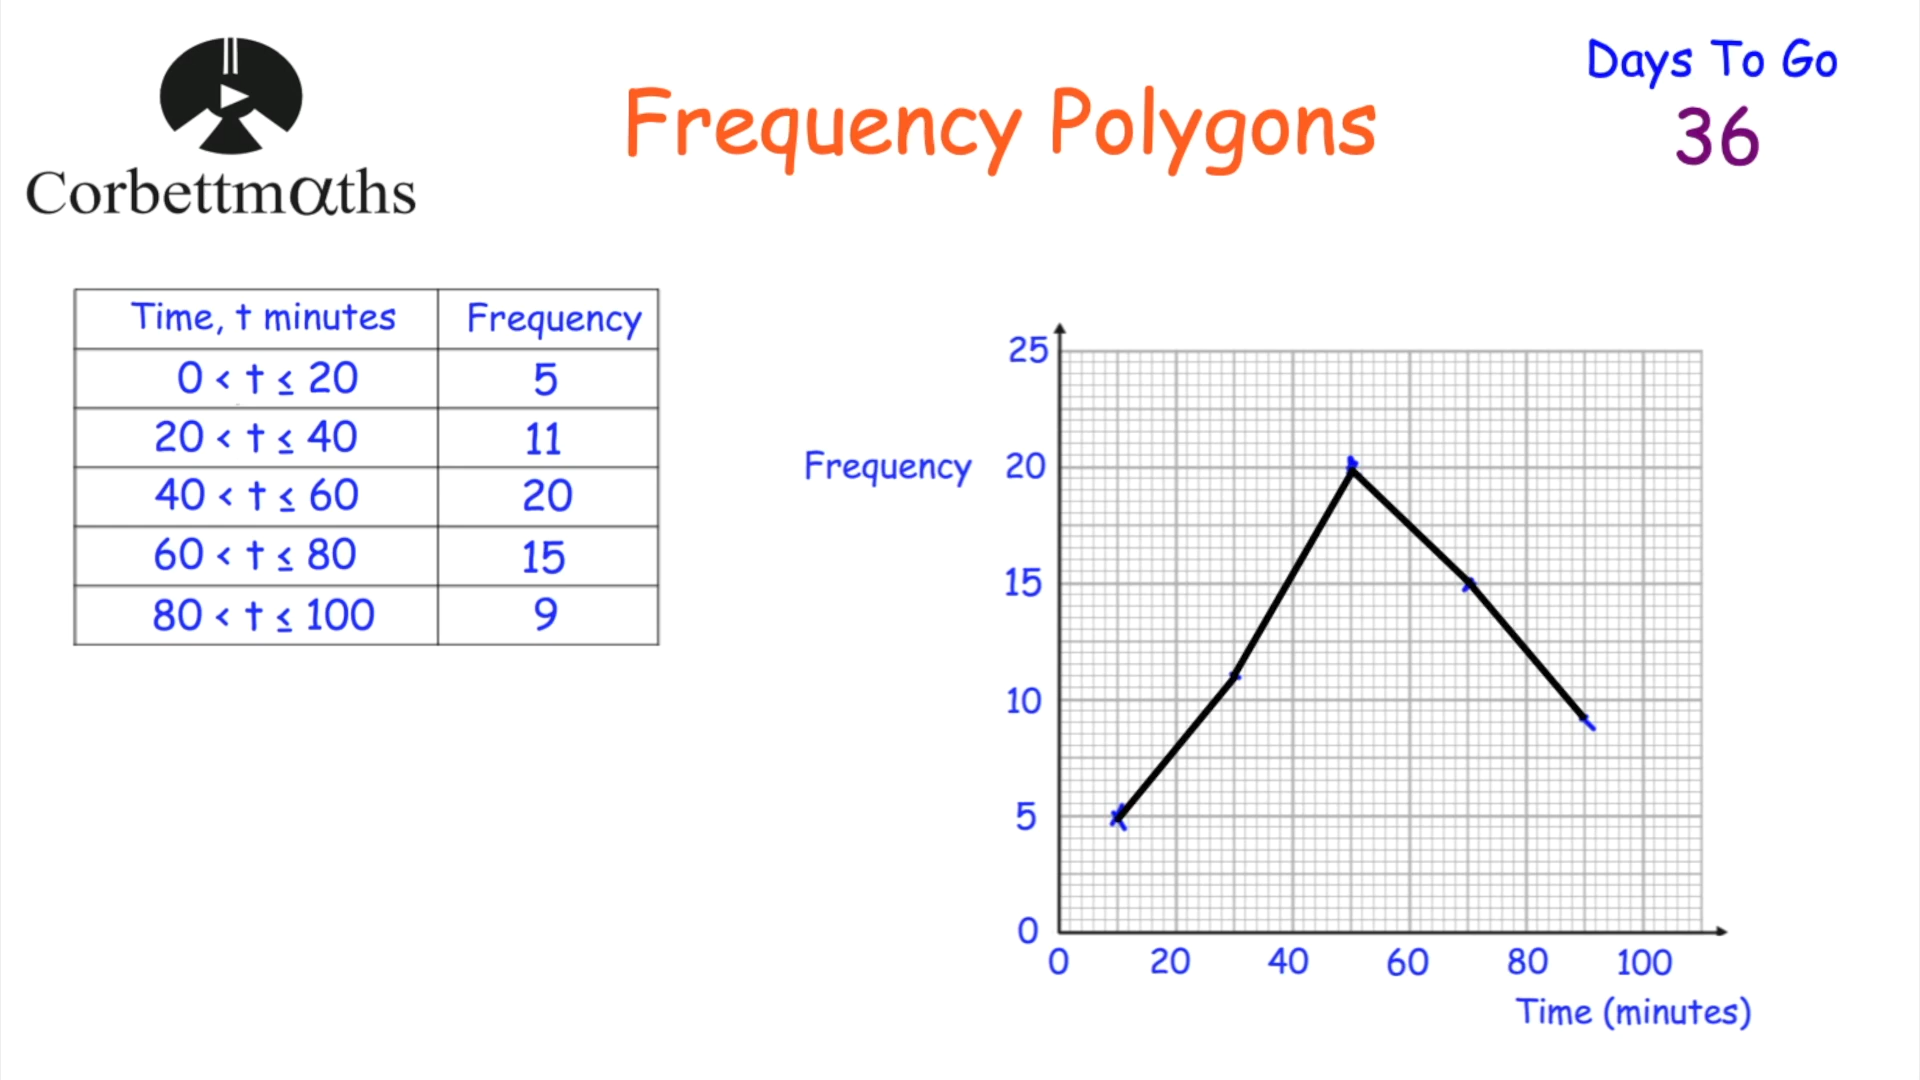 Corbettmαths
Frequency Polygons
Days To Go
36
Time, t minutes Frequency
0 < t ≤ 20 5
20 < t ≤ 40 11
40 < t ≤ 60 20
60 < t ≤ 80 15
80 < t ≤ 100 9
25
Frequency 20
15
10
5
0
0 20 40 60 80 100
Time (minutes)